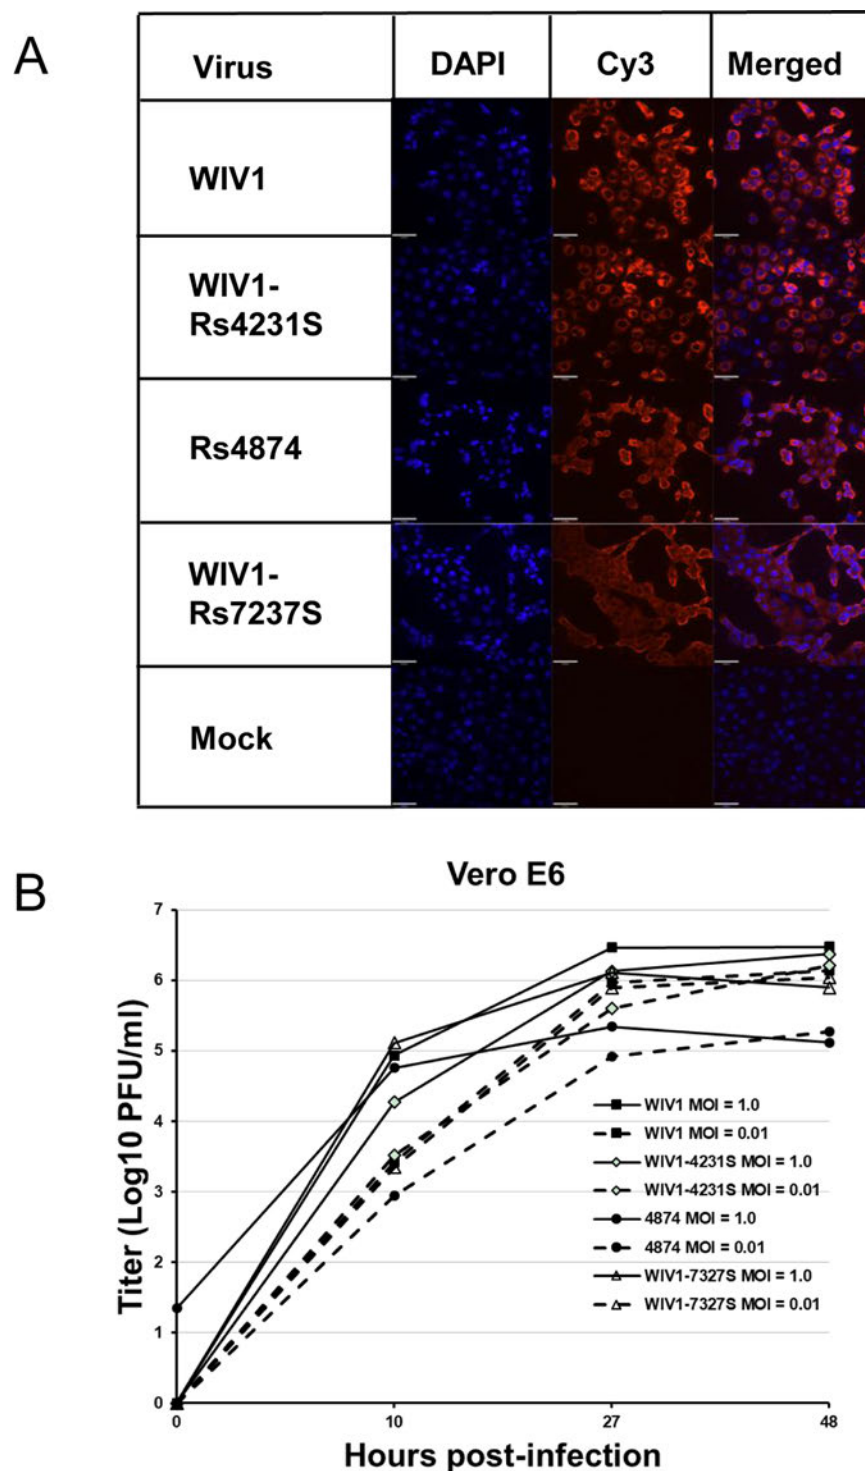 A
Virus DAPI Cy3 Merged
WIV1
WIV1-
Rs4231S
Rs4874
WIV1-
Rs7237S
Mock
B
Vero E6
Titer (Log10 PFU/ml)
7
6
5
4
3
2
1
0
WIV1 MOI = 1.0
WIV1 MOI = 0.01
WIV1-4231S MOI = 1.0
WIV1-4231S MOI = 0.01
4874 MOI = 1.0
4874 MOI = 0.01
WIV1-7327S MOI = 1.0
WIV1-7327S MOI = 0.01
0 10 27 48
Hours post-infection